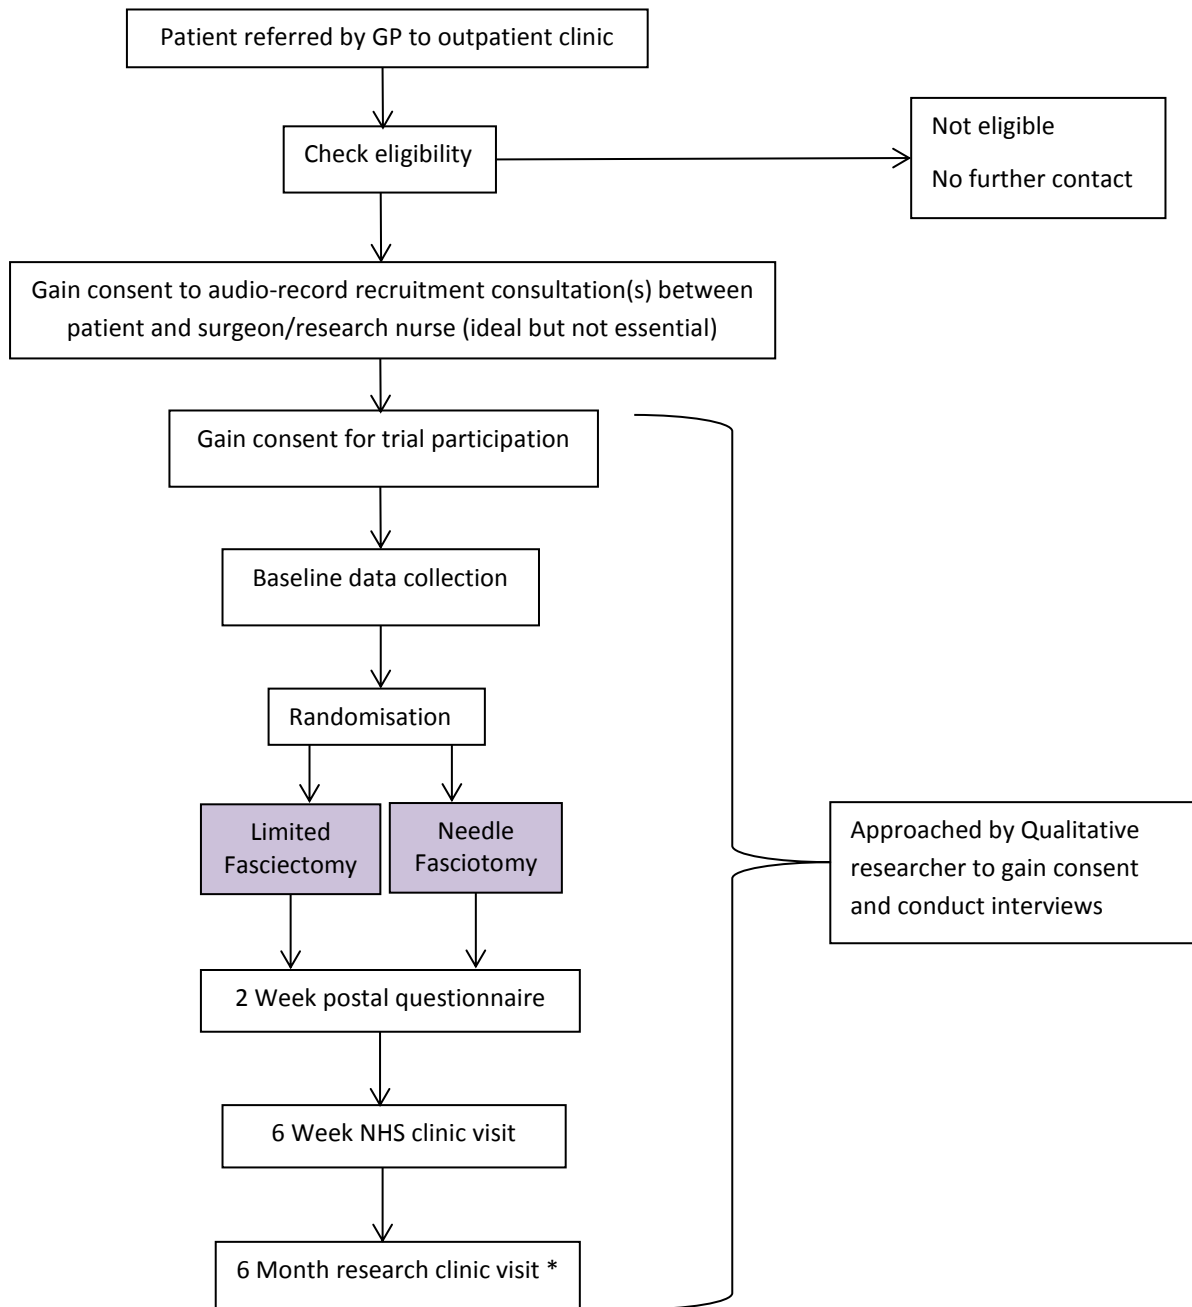 Patient referred by GP to outpatient clinic
Check eligibility
Not eligible
No further contact
Gain consent to audio-record recruitment consultation(s) between
patient and surgeon/research nurse (ideal but not essential)
Gain consent for trial participation
Baseline data collection
Randomisation
Limited
Fasciectomy
Needle
Fasciotomy
Approached by Qualitative
researcher to gain consent
and conduct interviews
2 Week postal questionnaire
6 Week NHS clinic visit
6 Month research clinic visit *